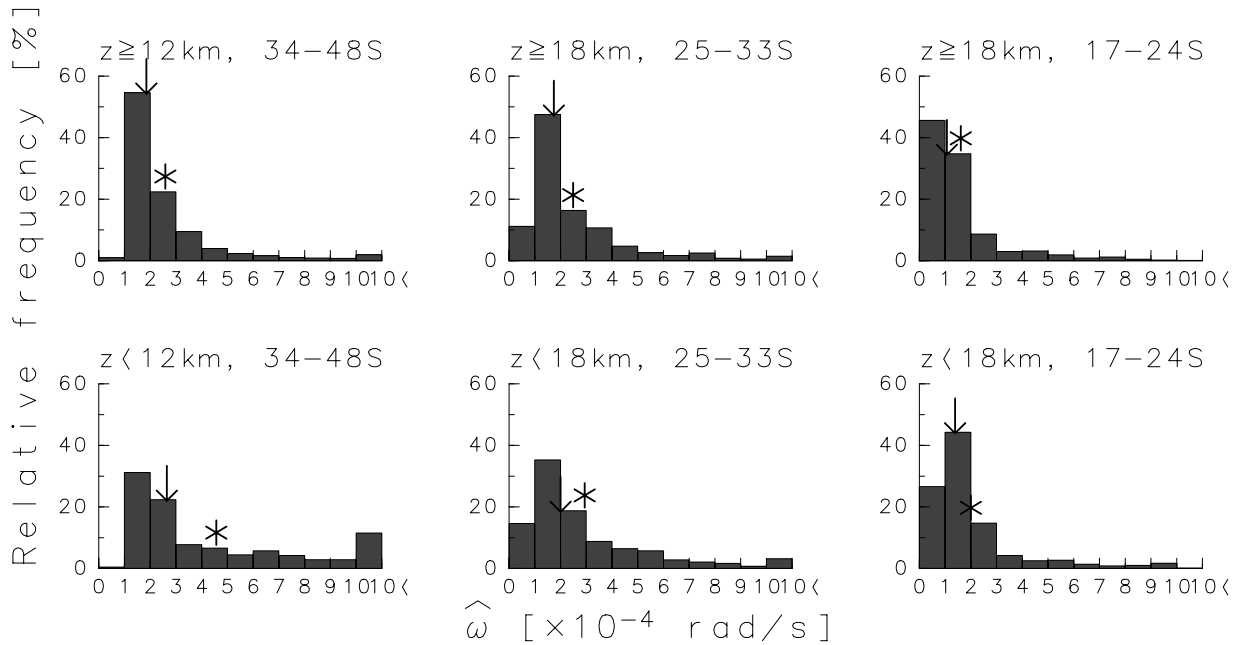 Relative frequency [%]
z≧12km, 34−48S
60
40
20
0
0 1 2 3 4 5 6 7 8 9 10 10〈
z≧18km, 25−33S
60
40
20
0
0 1 2 3 4 5 6 7 8 9 10 10〈
z≧18km, 17−24S
60
40
20
0
0 1 2 3 4 5 6 7 8 9 10 10〈
z〈12km, 34−48S
60
40
20
0
0 1 2 3 4 5 6 7 8 9 10 10〈
z〈18km, 25−33S
60
40
20
0
0 1 2 3 4 5 6 7 8 9 10 10〈
z〈18km, 17−24S
60
40
20
0
0 1 2 3 4 5 6 7 8 9 10 10〈
ω̂ [×10⁻⁴ rad/s]